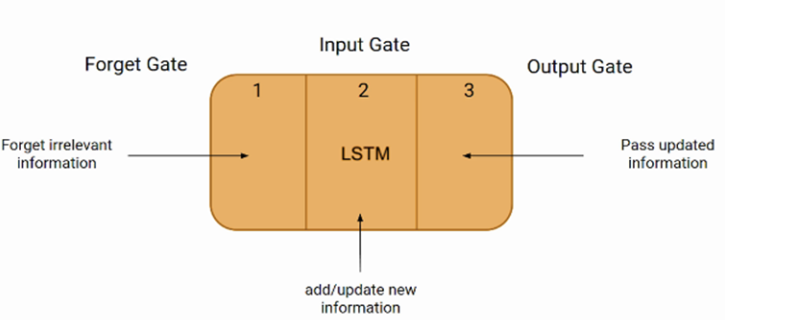 Input Gate
Forget Gate
Output Gate
1
2
3
Forget irrelevant
information
LSTM
Pass updated
information
add/update new
information